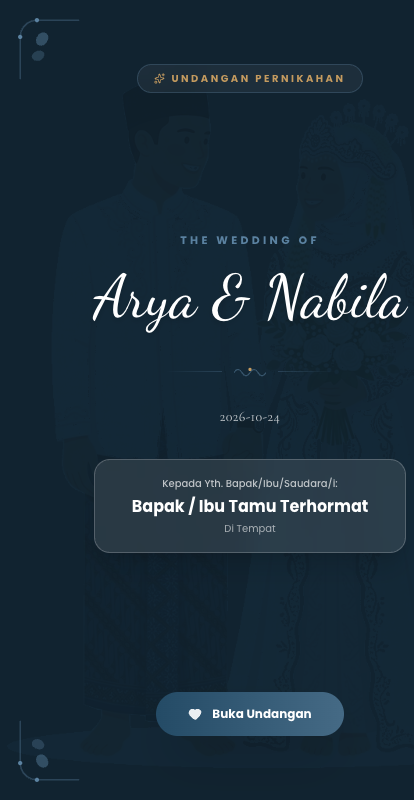 UNDANGAN PERNIKAHAN
THE WEDDING OF
Arya & Nabila
2026-10-24
Kepada Yth. Bapak/Ibu/Saudara/i:
Bapak / Ibu Tamu Terhormat
Di Tempat
Buka Undangan